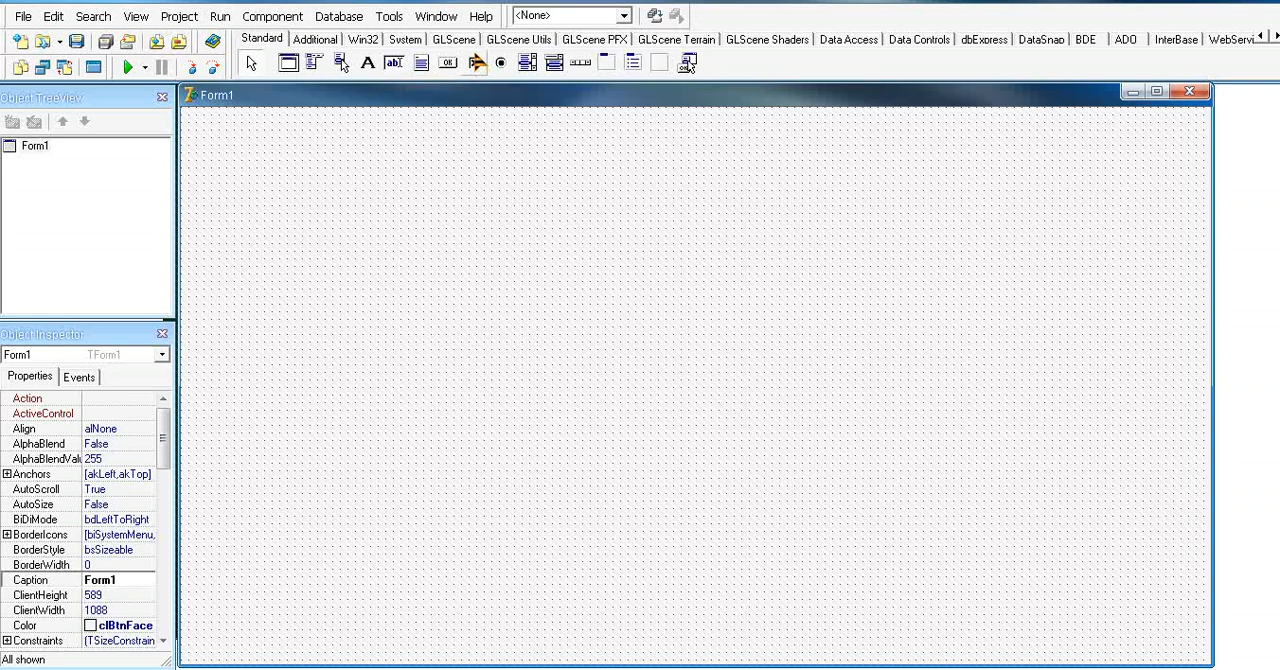 File Edit Search View Project Run Component Database Tools Window Help <None>
Standard Additional Win32 System GLScene GLScene Utils GLScene PFX GLScene Terrain GLScene Shaders Data Access Data Controls dbExpress DataSnap BDE ADO InterBase WebServi
A ab OK
Object TreeView
Form1
Form1
Object Inspector
Form1 TForm1
Properties Events
Action
ActiveControl
Align alNone
AlphaBlend False
AlphaBlendValu 255
Anchors [akLeft,akTop]
AutoScroll True
AutoSize False
BiDiMode bdLeftToRight
BorderIcons [biSystemMenu,
BorderStyle bsSizeable
BorderWidth 0
Caption Form1
ClientHeight 589
ClientWidth 1088
Color clBtnFace
Constraints (TSizeConstrain
All shown